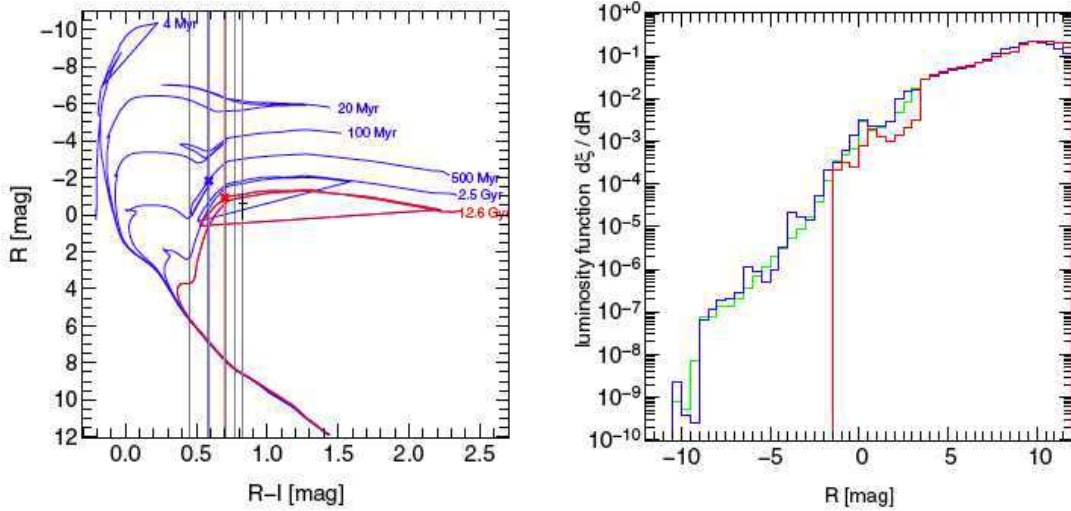 -10
-8
-6
-4
-2
0
2
4
6
8
10
12
R [mag]
4 Myr
20 Myr
100 Myr
500 Myr
2.5 Gyr
12.6 Gyr
0.0 0.5 1.0 1.5 2.0 2.5
R−I [mag]
10+0
10−1
10−2
10−3
10−4
10−5
10−6
10−7
10−8
10−9
10−10
luminosity function dξ / dR
−10 −5 0 5 10
R [mag]